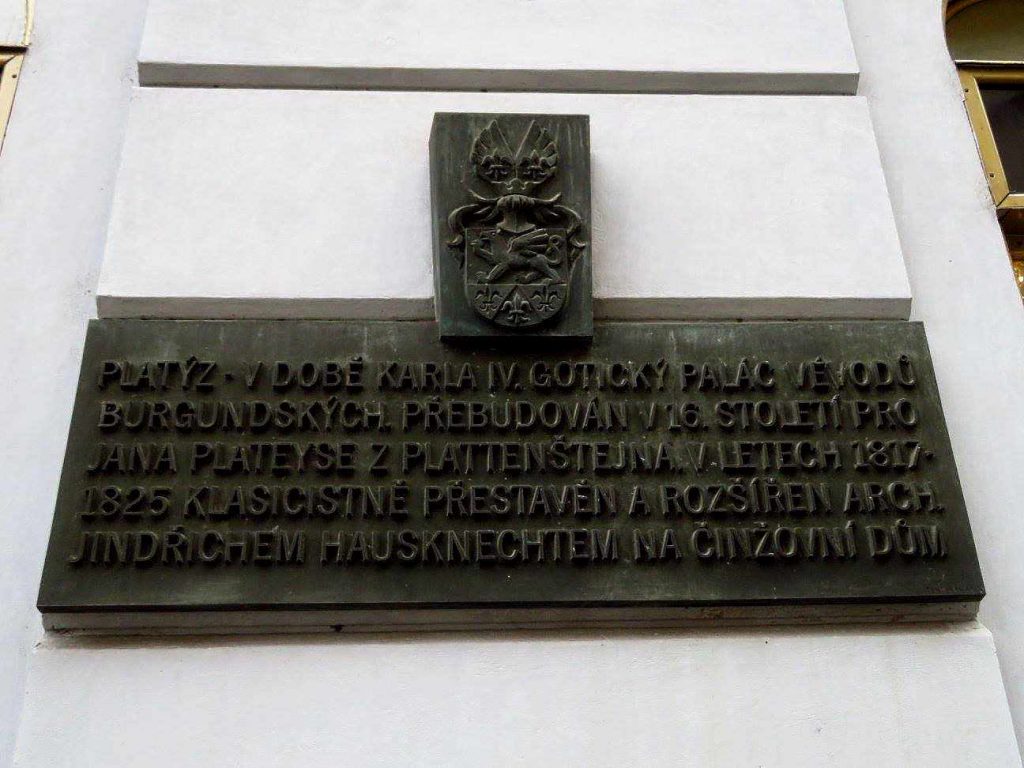 PLATÝZ · V DOBĚ KARLA IV. GOTICKÝ PALÁC VÉVODŮ
BURGUNDSKÝCH. PŘEBUDOVÁN V 16. STOLETÍ PRO
JANA PLATEYSE Z PLATTENŠTEJNA. V LETECH 1817-
1825 KLASICISTNĚ PŘESTAVĚN A ROZŠÍŘEN ARCH.
JINDŘICHEM HAUSKNECHTEM NA ČINŽOVNÍ DŮM